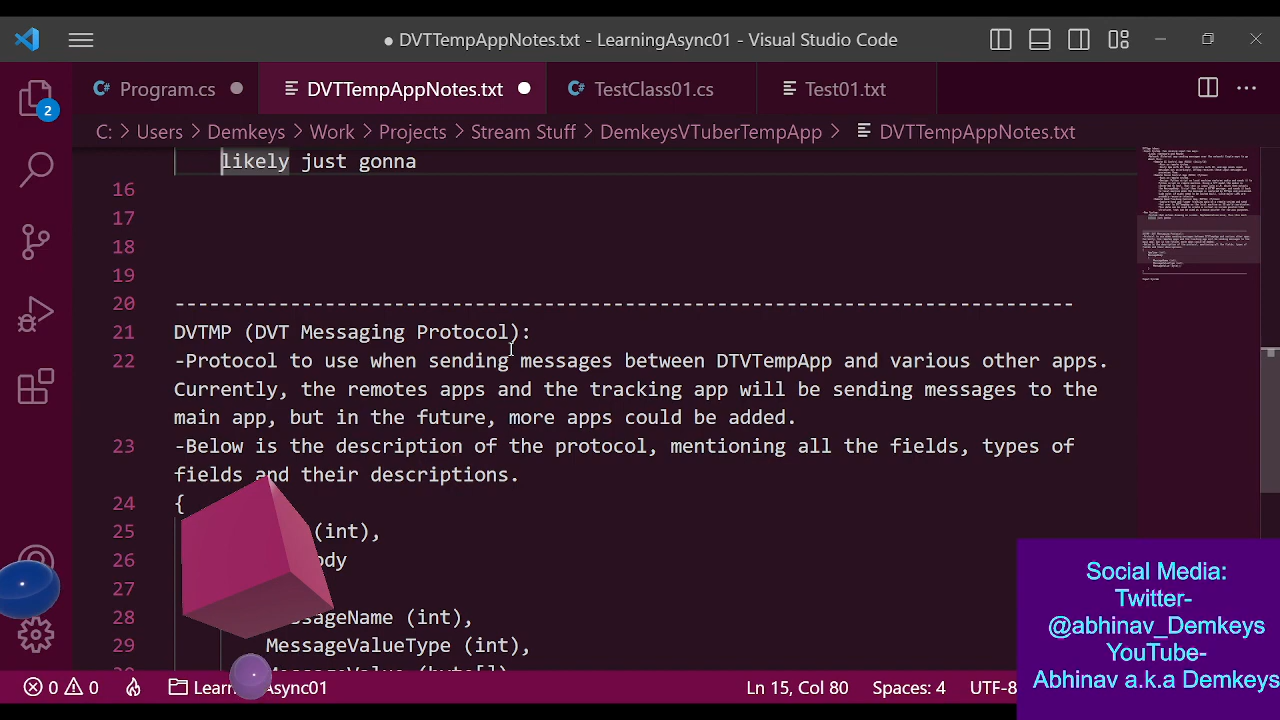 ● DVTTempAppNotes.txt - LearningAsync01 - Visual Studio Code
Program.cs
DVTTempAppNotes.txt
TestClass01.cs
Test01.txt
2
C: > Users > Demkeys > Work > Projects > Stream Stuff > DemkeysVTuberTempApp > DVTTempAppNotes.txt
likely just gonna
16
17
18
19
20 ------------------------------------------------------------------------------
21 DVTMP (DVT Messaging Protocol):
22 -Protocol to use when sending messages between DTVTempApp and various other apps.
Currently, the remotes apps and the tracking app will be sending messages to the
main app, but in the future, more apps could be added.
23 -Below is the description of the protocol, mentioning all the fields, types of
fields and their descriptions.
24 {
25 (int),
26
27
28 (int),
29 MessageValueType (int),
MessageValue (byte[])
0 0
Ln 15, Col 80
Spaces: 4
UTF-8
Social Media:
Twitter-
@abhinav_Demkeys
YouTube-
Abhinav a.k.a Demkeys